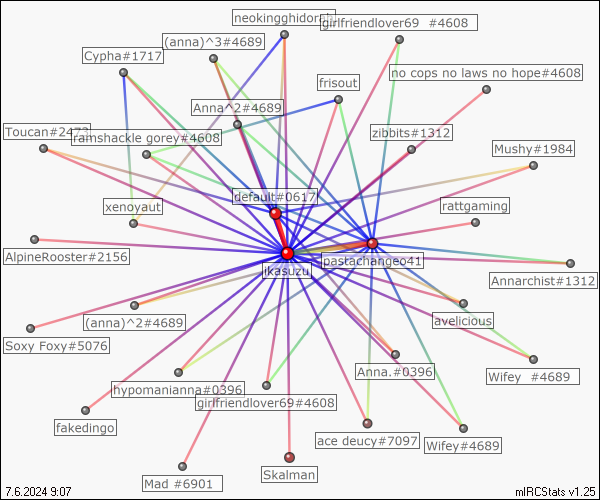 neokingghidorah
girlfriendlover69 #4608
(anna)^3#4689
Cypha#1717
frisout
no cops no laws no hope#4608
Anna^2#4689
Toucan#2473
ramshackle gorey#4608
zibbits#1312
Mushy#1984
default#0617
xenoyaut
rattgaming
AlpineRooster#2156
pastachangeo41
ikasuzu
Annarchist#1312
(anna)^2#4689
avelicious
Soxy Foxy#5076
Anna.#0396
Wifey #4689
hypomanianna#0396
girlfriendlover69#4608
fakedingo
ace deucy#7097
Wifey#4689
Skalman
Mad #6901
7.6.2024 9:07
mIRCStats v1.25